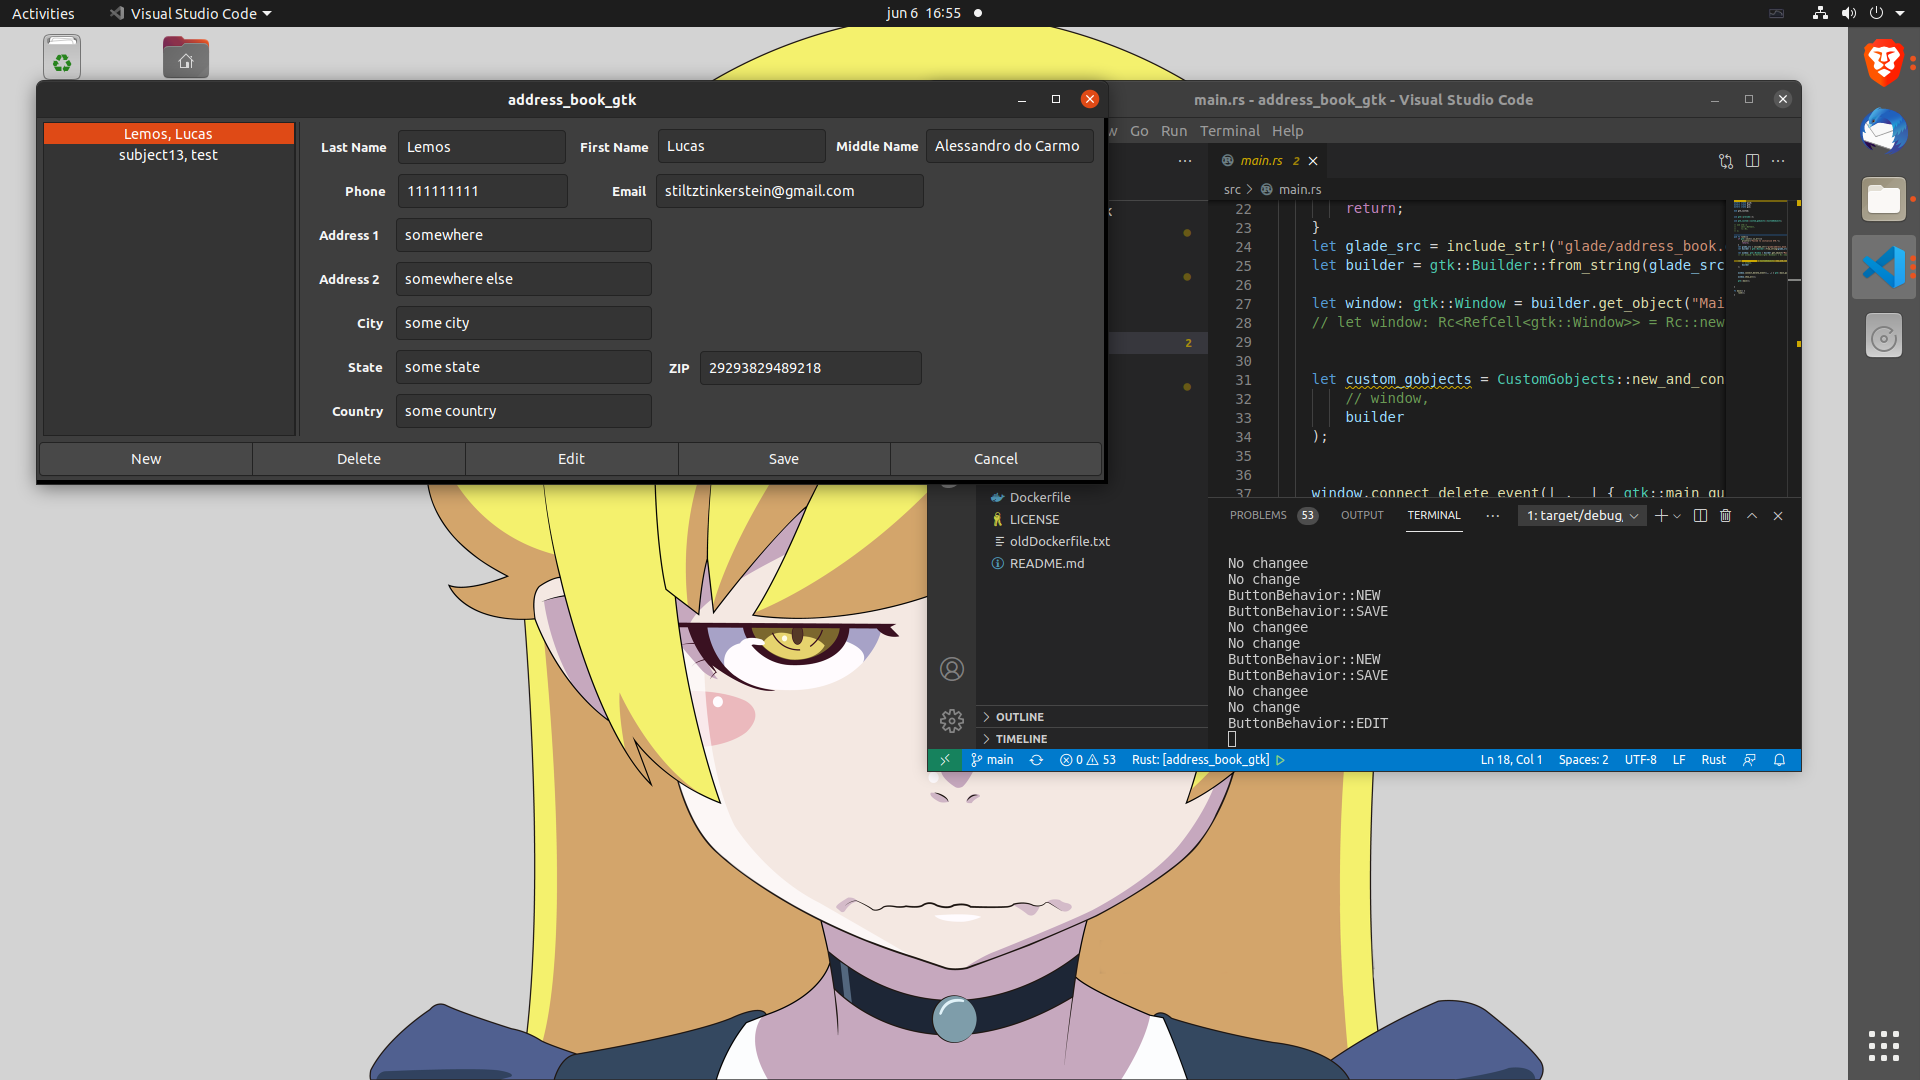 Activities Visual Studio Code jun 6 16:55
address_book_gtk
Lemos, Lucas
subject13, test
Last Name Lemos First Name Lucas Middle Name Alessandro do Carmo
Phone 111111111 Email stiltztinkerstein@gmail.com
Address 1 somewhere
Address 2 somewhere else
City some city
State some state ZIP 29293829489218
Country some country
New Delete Edit Save Cancel
main.rs - address_book_gtk - Visual Studio Code
w Go Run Terminal Help
main.rs 2
src > main.rs
k
2
22 return;
23 }
24 let glade_src = include_str!("glade/address_book.
25 let builder = gtk::Builder::from_string(glade_src
26
27 let window: gtk::Window = builder.get_object("Mai
28 // let window: Rc<RefCell<gtk::Window>> = Rc::new
29
30
31 let custom_gobjects = CustomGobjects::new_and_con
32 // window,
33 builder
34 );
35
36
37 window.connect_delete_event(|_, _| { gtk::main_qu
Dockerfile
LICENSE
oldDockerfile.txt
README.md
OUTLINE
TIMELINE
PROBLEMS 53 OUTPUT TERMINAL 1: target/debug,
No changee
No change
ButtonBehavior::NEW
ButtonBehavior::SAVE
No changee
No change
ButtonBehavior::NEW
ButtonBehavior::SAVE
No changee
No change
ButtonBehavior::EDIT
main 0 53 Rust: [address_book_gtk] Ln 18, Col 1 Spaces: 2 UTF-8 LF Rust